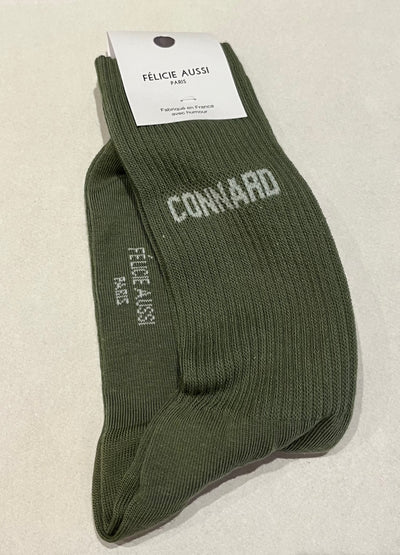 FÉLICIE AUSSI
PARIS
Fabriqué en France
avec humour
CONNARD
FÉLICIE AUSSI
PARIS